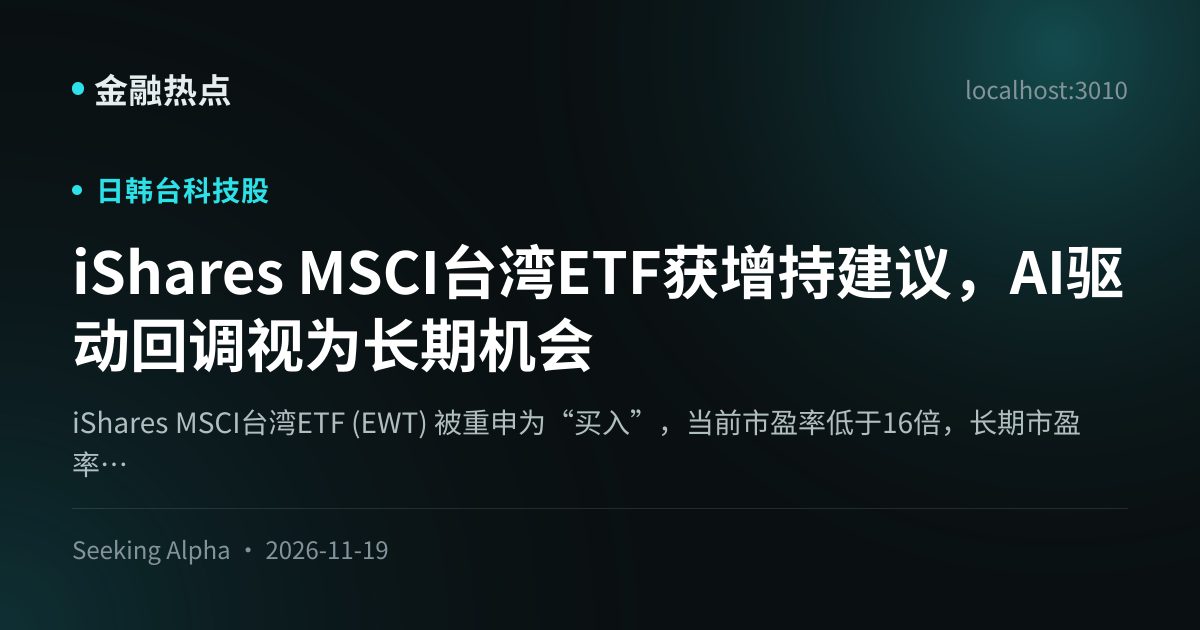 金融热点
localhost:3010
日韩台科技股
iShares MSCI台湾ETF获增持建议，AI驱
动回调视为长期机会
iShares MSCI台湾ETF (EWT) 被重申为“买入”，当前市盈率低于16倍，长期市盈
率…
Seeking Alpha • 2026-11-19